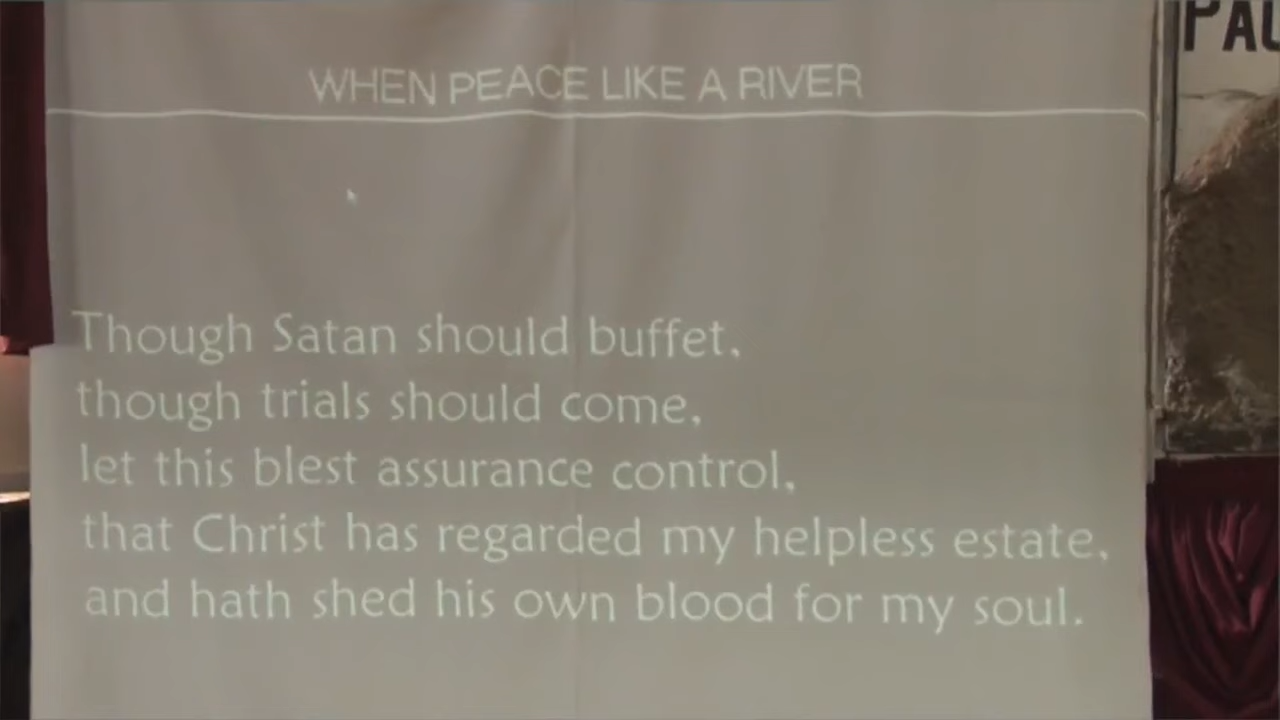 WHEN PEACE LIKE A RIVER
Though Satan should buffet,
though trials should come,
let this blest assurance control,
that Christ has regarded my helpless estate,
and hath shed his own blood for my soul.